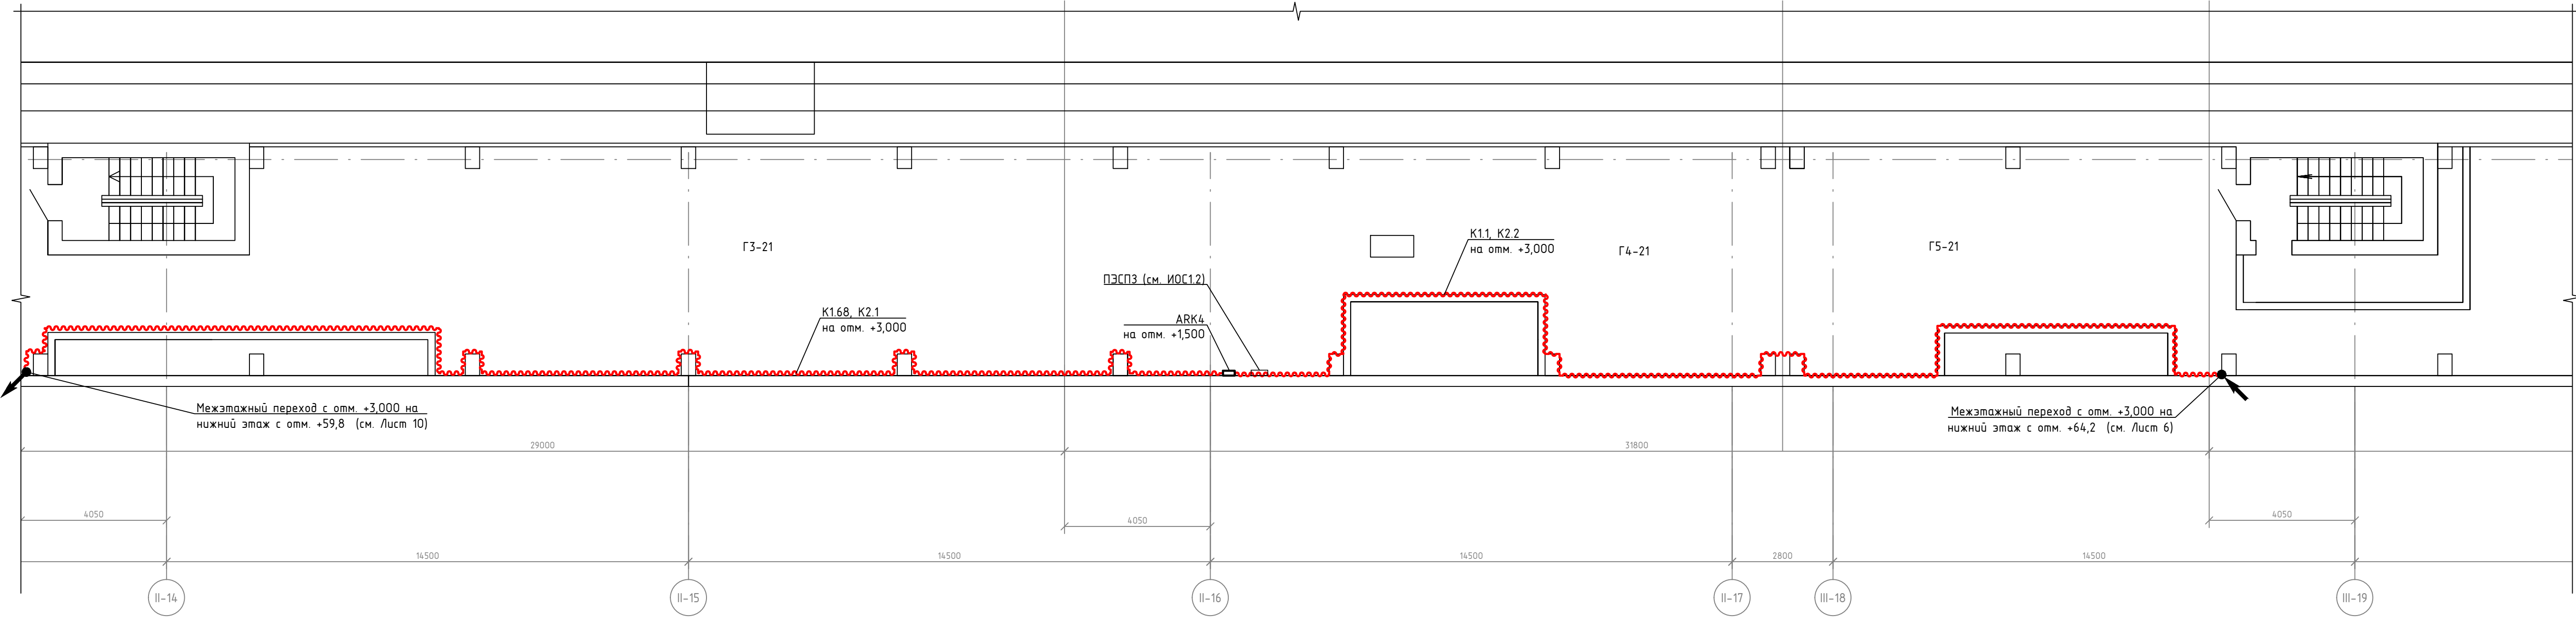 Г3-21
Г4-21
Г5-21
К1.1, К2.2
на отм. +3,000
ПЭСПЗ (см. ИОС1.2)
К1.68, К2.1
на отм. +3,000
ARK4
на отм. +1,500
Межэтажный переход с отм. +3,000 на
нижний этаж с отм. +59,8 (см. Лист 10)
Межэтажный переход с отм. +3,000 на
нижний этаж с отм. +64,2 (см. Лист 6)
29000
31800
4050
4050
4050
14500
14500
14500
2800
14500
II-14
II-15
II-16
II-17
III-18
III-19